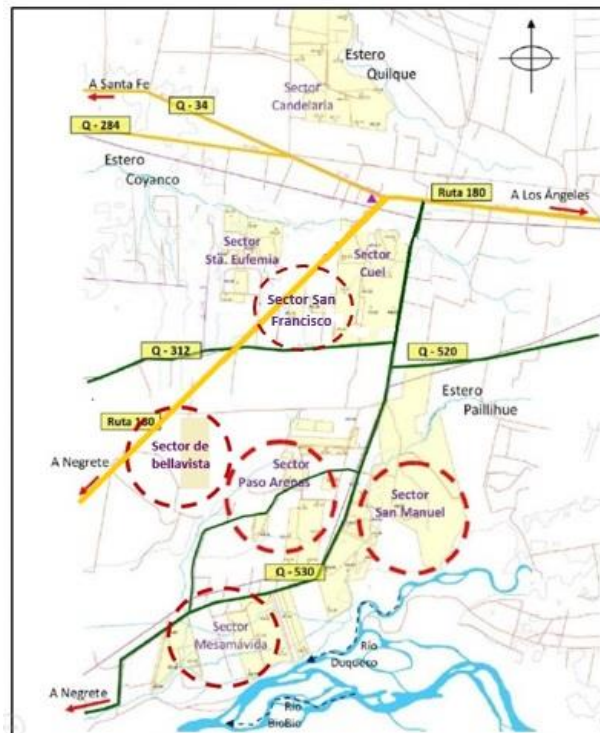 Estero
Quilque
A Santa Fe
Sector
Candelaria
Q - 34
Q - 284
Estero
Coyanco
Ruta 180
A Los Ángeles
Sector
Sta. Eufemia
Sector
Cuel
Sector San
Francisco
Q - 312
Q - 520
Estero
Paillihue
Ruta 180
Sector de
bellavista
Sector
Paso Arenas
A Negrete
Sector
San Manuel
Q - 530
Sector
Mesamávida
Río
Duqueco
A Negrete
Río
BioBio